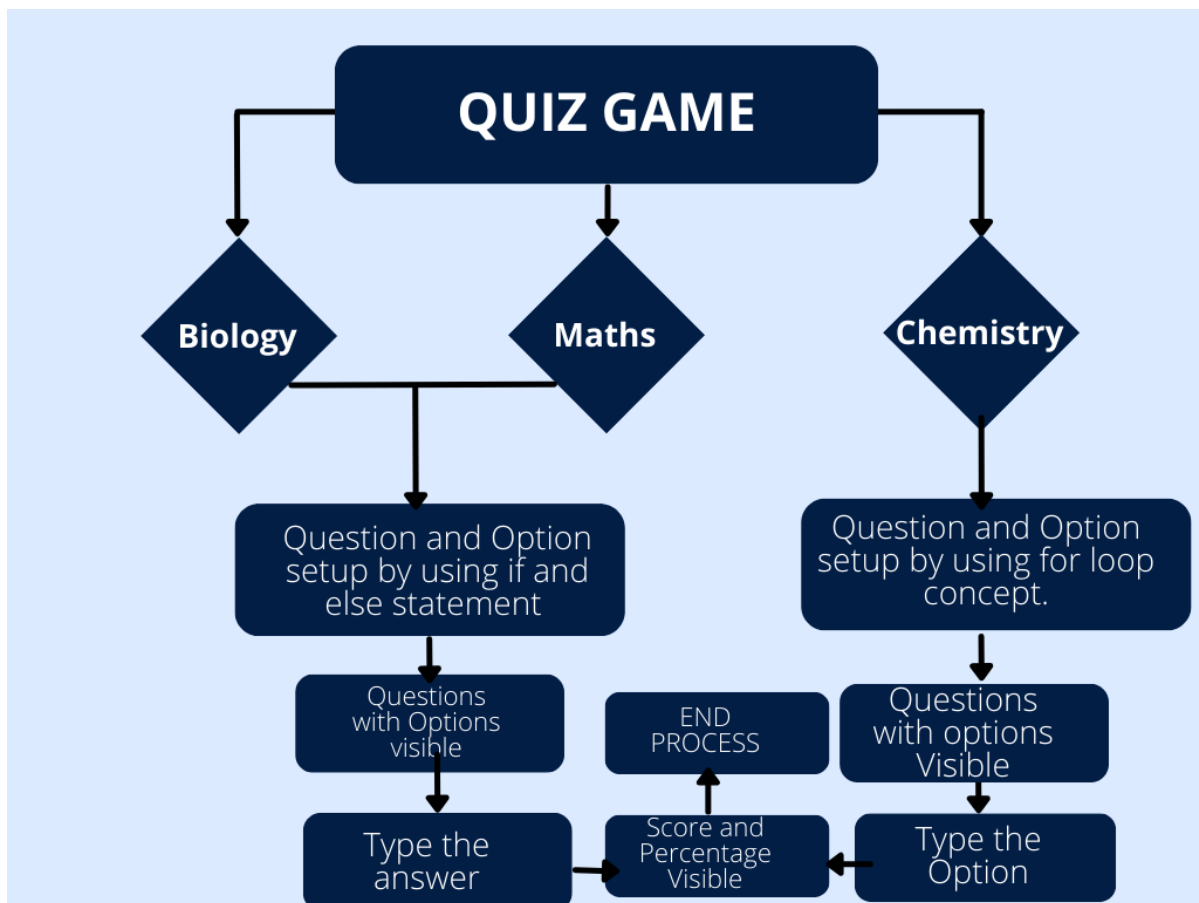 QUIZ GAME
Biology
Maths
Chemistry
Question and Option
setup by using if and
else statement
Question and Option
setup by using for loop
concept.
Questions
with Options
visible
END
PROCESS
Questions
with options
Visible
Type the
answer
Score and
Percentage
Visible
Type the
Option